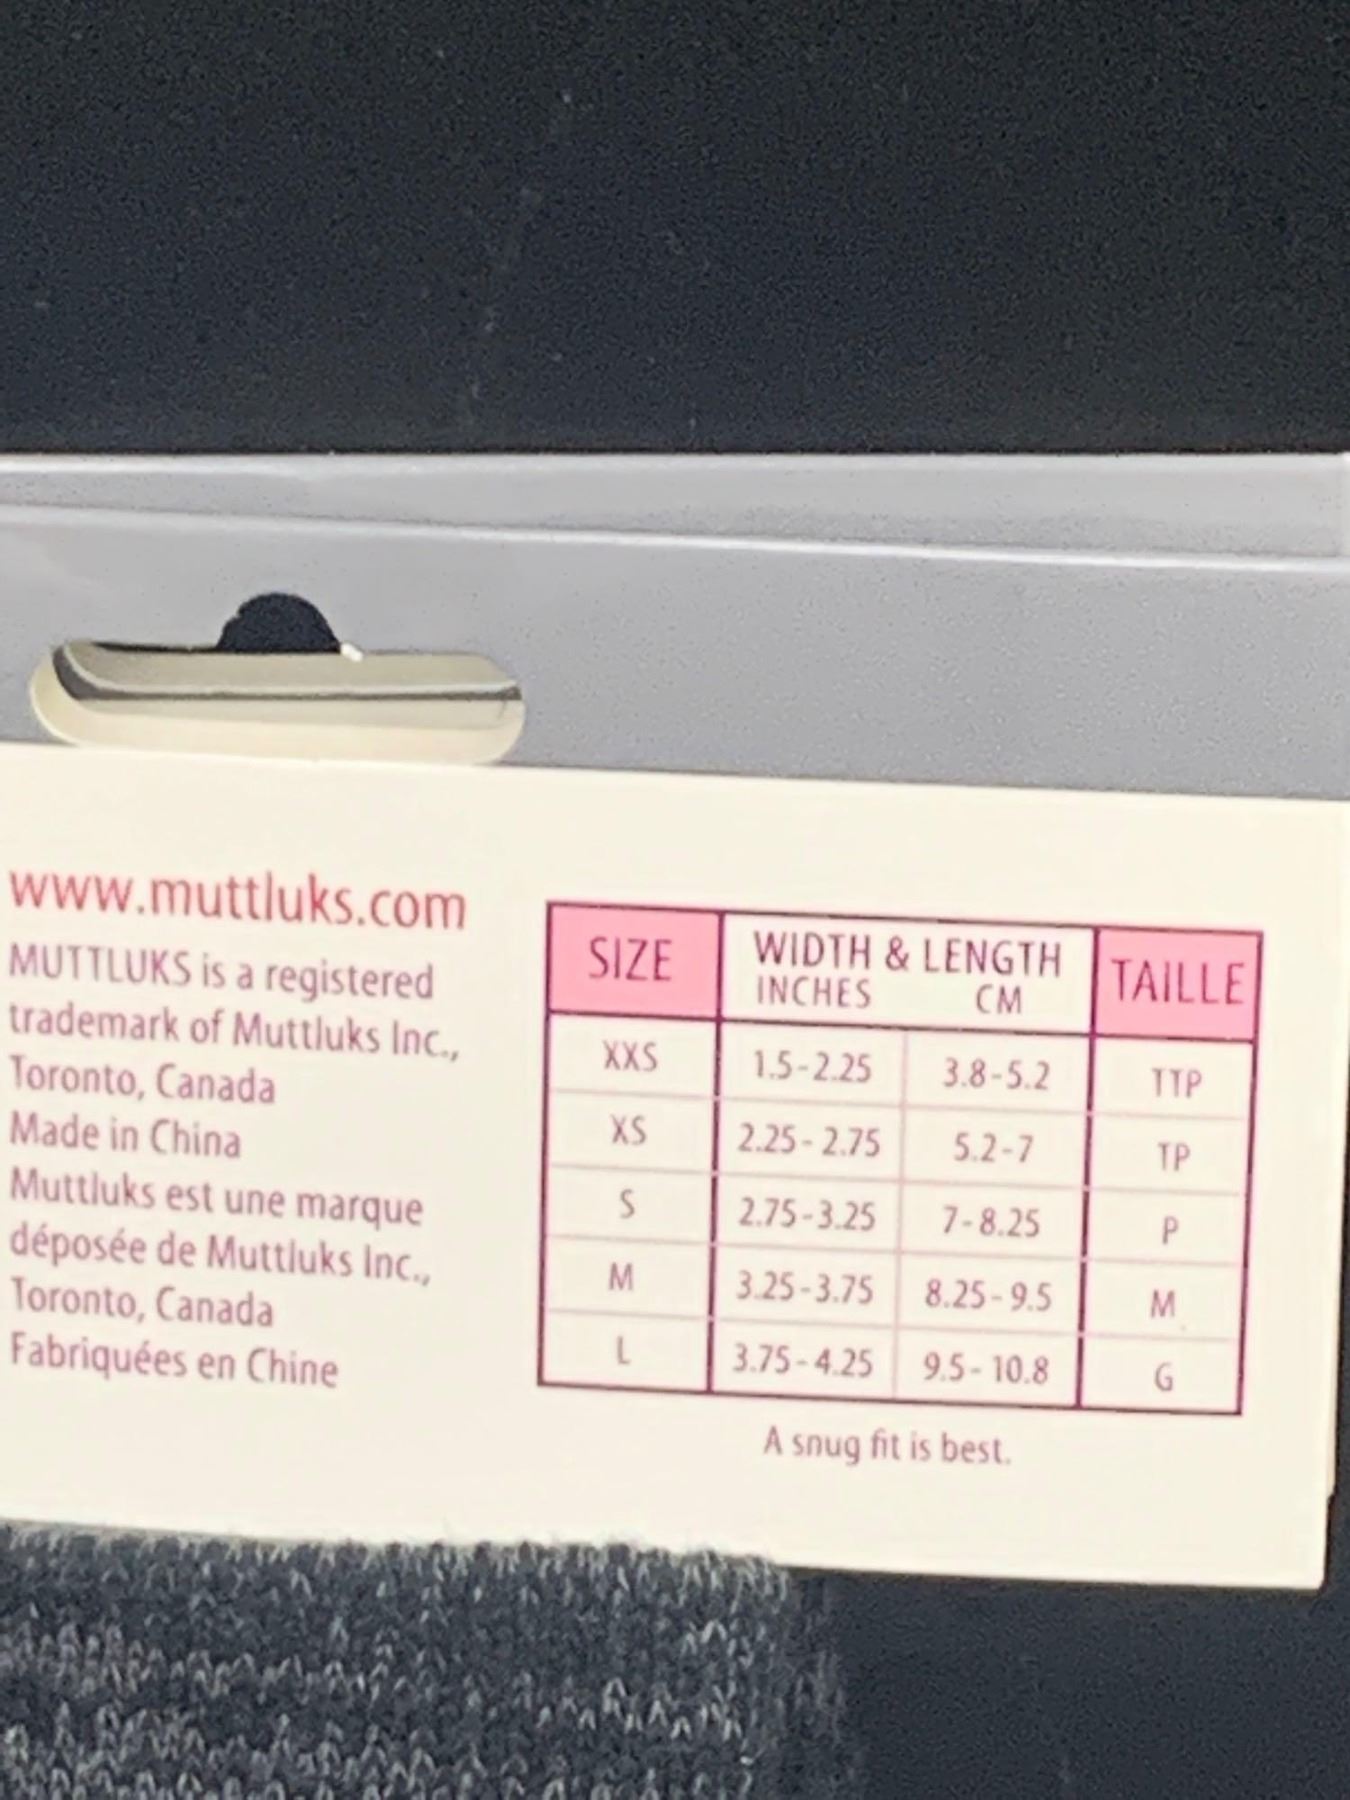 www.muttluks.com
MUTTLUKS is a registered
trademark of Muttluks Inc.,
Toronto, Canada
Made in China
Muttluks est une marque
déposée de Muttluks Inc.,
Toronto, Canada
Fabriquées en Chine
SIZE WIDTH & LENGTH TAILLE
INCHES CM
XXS 1.5-2.25 3.8-5.2 TTP
XS 2.25-2.75 5.2-7 TP
S 2.75-3.25 7-8.25 P
M 3.25-3.75 8.25-9.5 M
L 3.75-4.25 9.5-10.8 G
A snug fit is best.